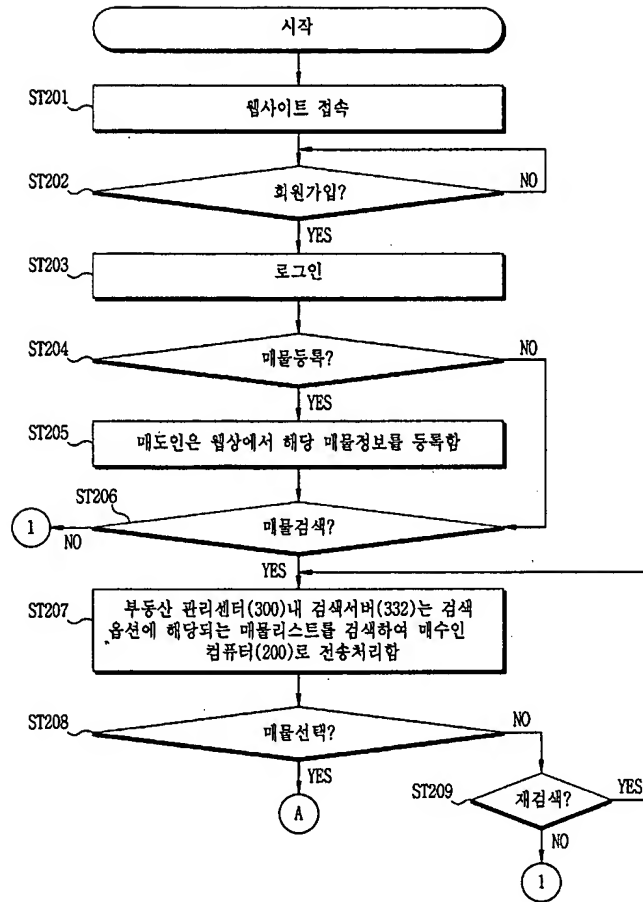 시작
ST201
웹사이트 접속
ST202
회원가입?
NO
YES
ST203
로그인
ST204
매물등록?
NO
YES
ST205
매도인은 웹상에서 해당 매물정보를 등록함
ST206
매물검색?
1
NO
YES
ST207
부동산 관리센터(300)내 검색서버(332)는 검색
옵션에 해당되는 매물리스트를 검색하여 매수인
컴퓨터(200)로 전송처리함
ST208
매물선택?
NO
YES
A
ST209
재검색?
YES
NO
1